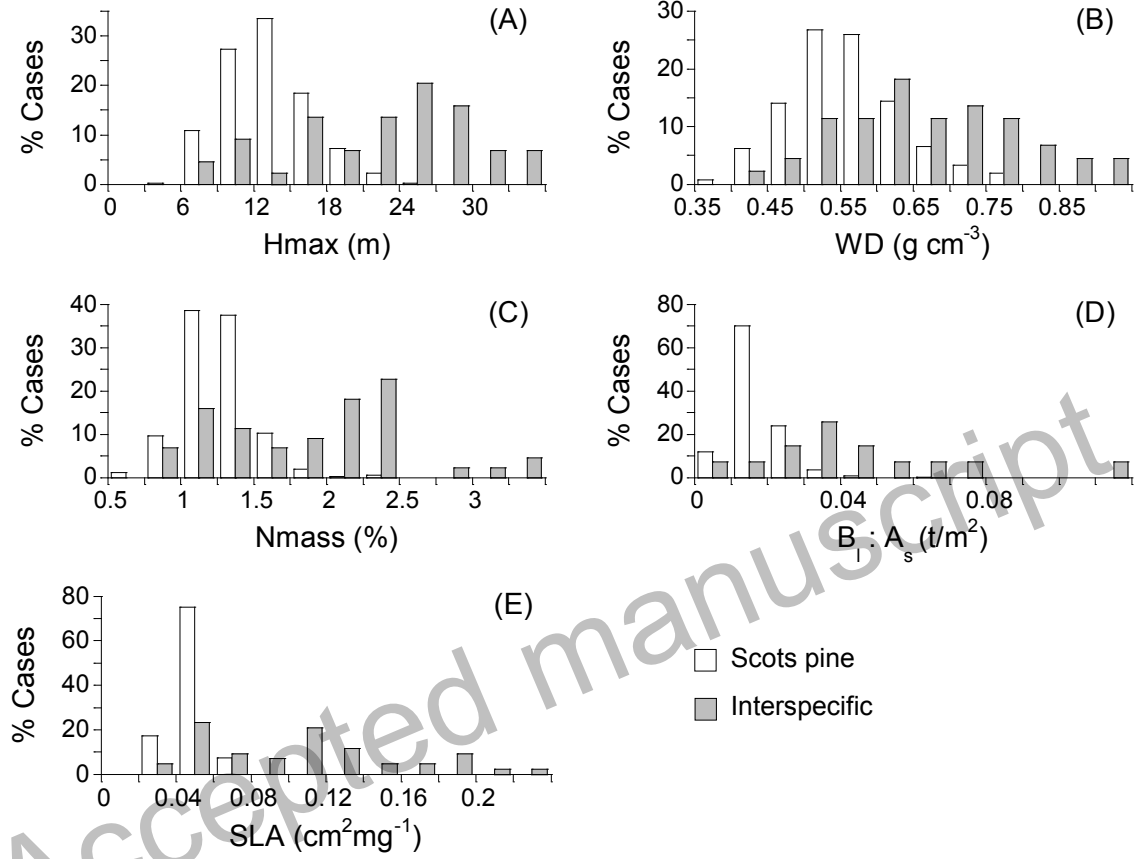 (A)
% Cases
30
20
10
0
0 6 12 18 24 30
Hmax (m)
(B)
% Cases
30
20
10
0
0.35 0.45 0.55 0.65 0.75 0.85
WD (g cm⁻³)
(C)
% Cases
40
30
20
10
0
0.5 1 1.5 2 2.5 3
Nmass (%)
(D)
% Cases
80
60
40
20
0
0 0.04 0.08
Bₗ : Aₛ (t/m²)
(E)
% Cases
80
60
40
20
0
0 0.04 0.08 0.12 0.16 0.2
SLA (cm²mg⁻¹)
Scots pine
Interspecific
Accepted manuscript